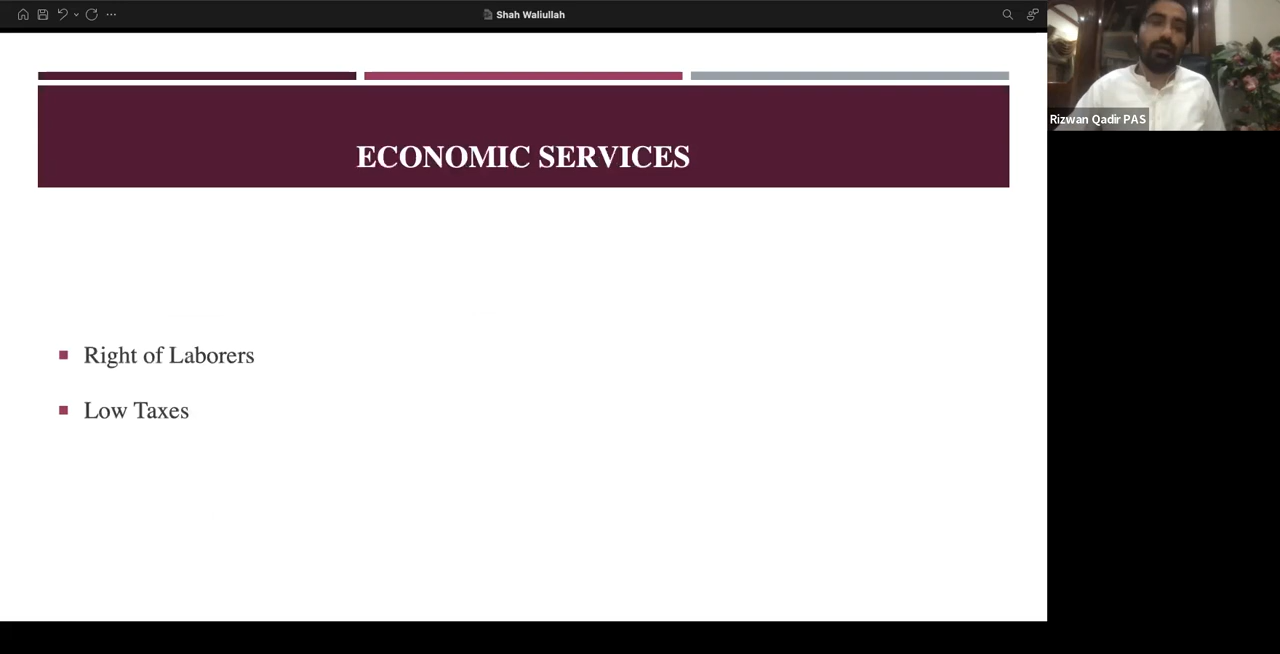 Shah Waliullah
Rizwan Qadir PAS
ECONOMIC SERVICES
Right of Laborers
Low Taxes